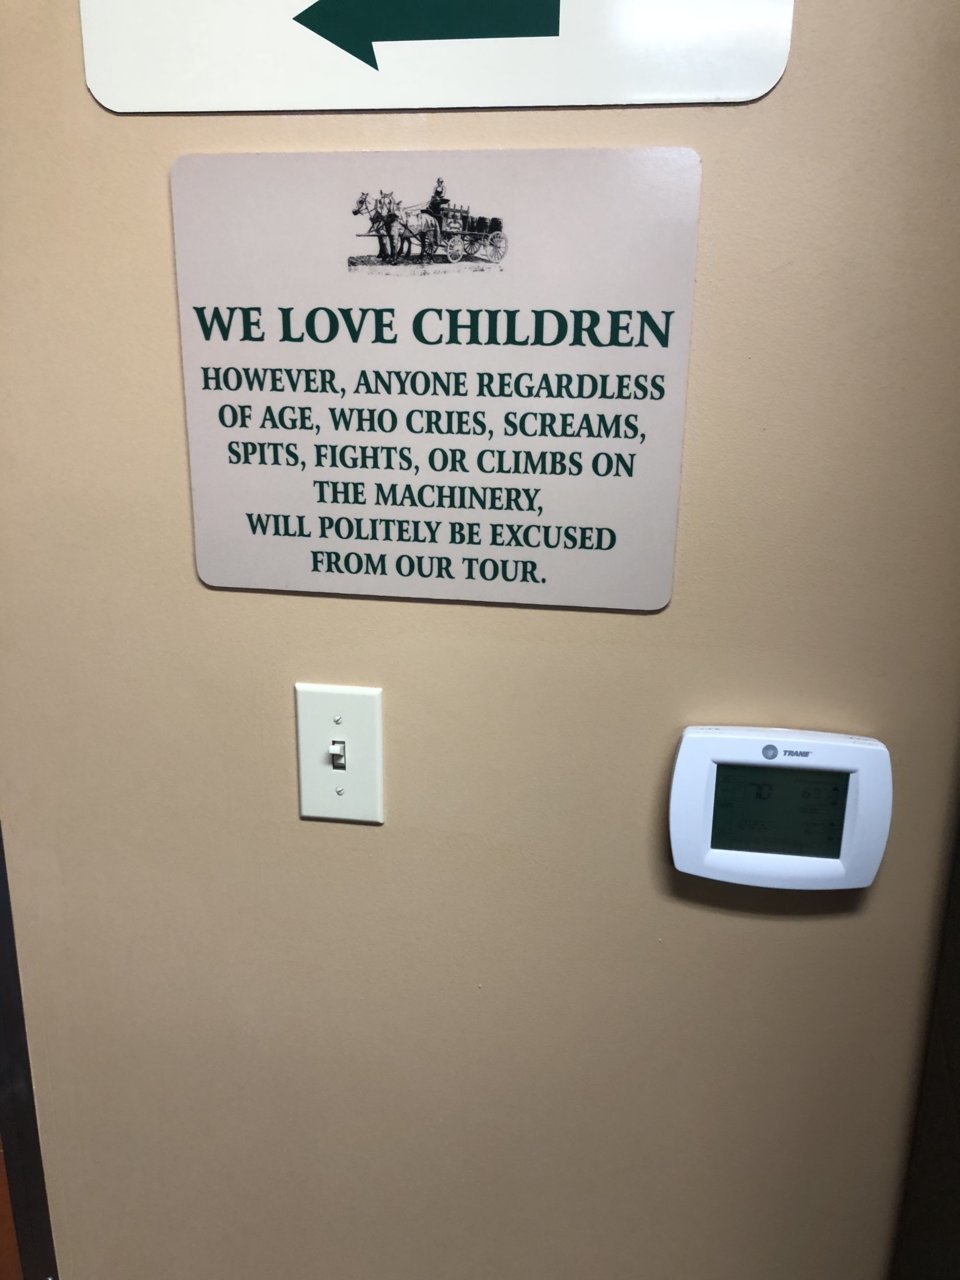 WE LOVE CHILDREN
HOWEVER, ANYONE REGARDLESS
OF AGE, WHO CRIES, SCREAMS,
SPITS, FIGHTS, OR CLIMBS ON
THE MACHINERY,
WILL POLITELY BE EXCUSED
FROM OUR TOUR.
TRANE
70